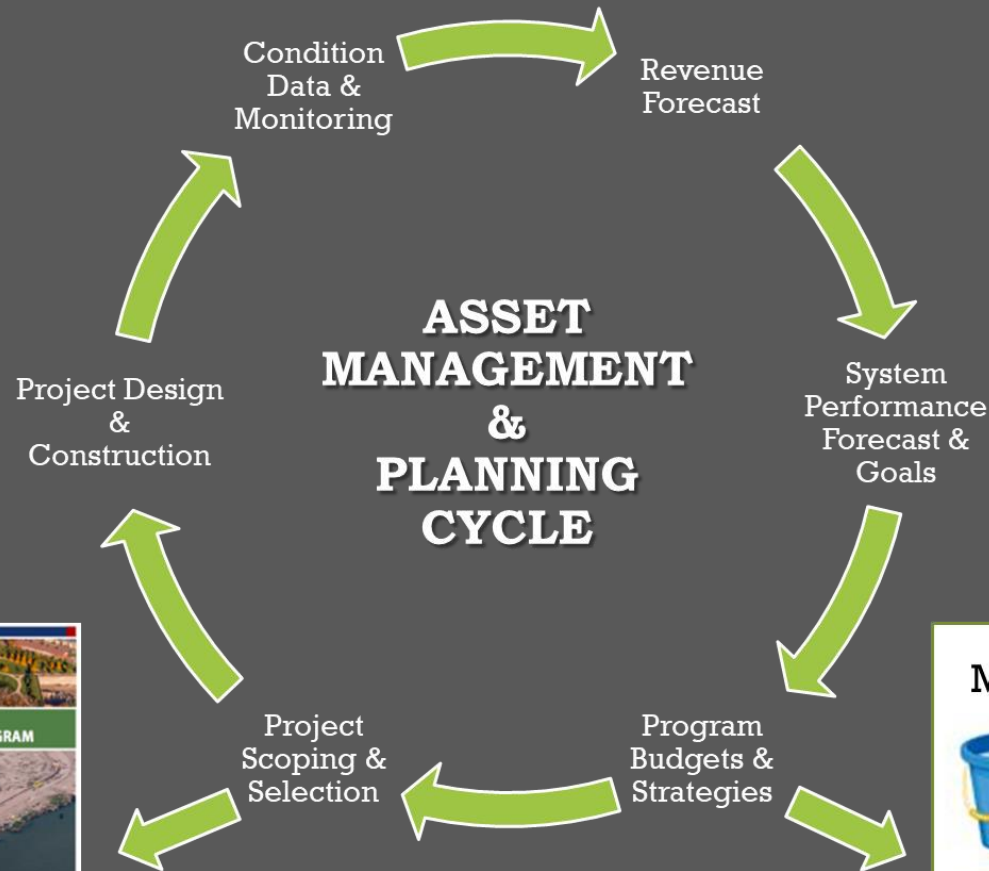 Condition
Data &
Monitoring
Revenue
Forecast
ASSET
MANAGEMENT
&
PLANNING
CYCLE
System
Performance
Forecast &
Goals
Project Design
&
Construction
Project
Scoping &
Selection
Program
Budgets &
Strategies